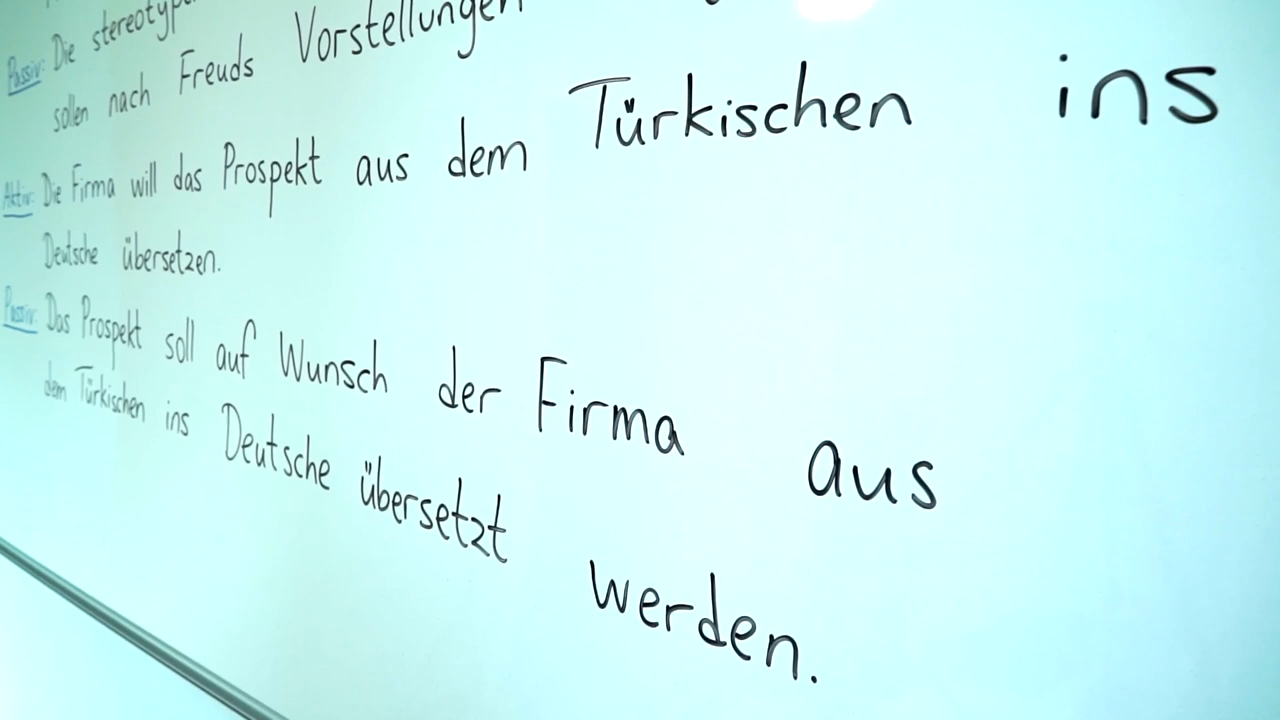 Passiv: Die
sollen nach Freuds Vorstellungen
Aktiv: Die Firma will das Prospekt aus dem Türkischen ins
Deutsche übersetzen.
Passiv: Das Prospekt soll auf Wunsch der Firma aus
dem Türkischen ins Deutsche übersetzt werden.